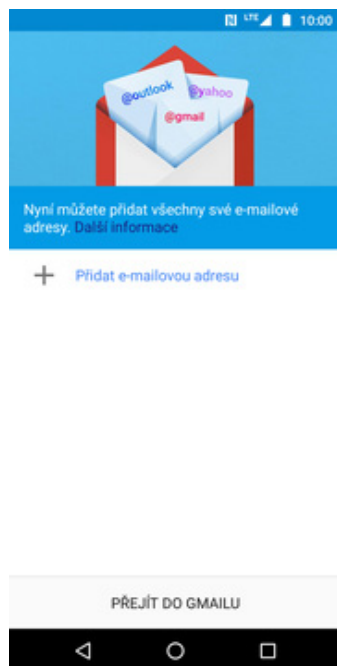 LTE 10:00
@outlook
@yahoo
@gmail
Nyní můžete přidat všechny své e-mailové
adresy. Další informace
Přidat e-mailovou adresu
PŘEJÍT DO GMAILU